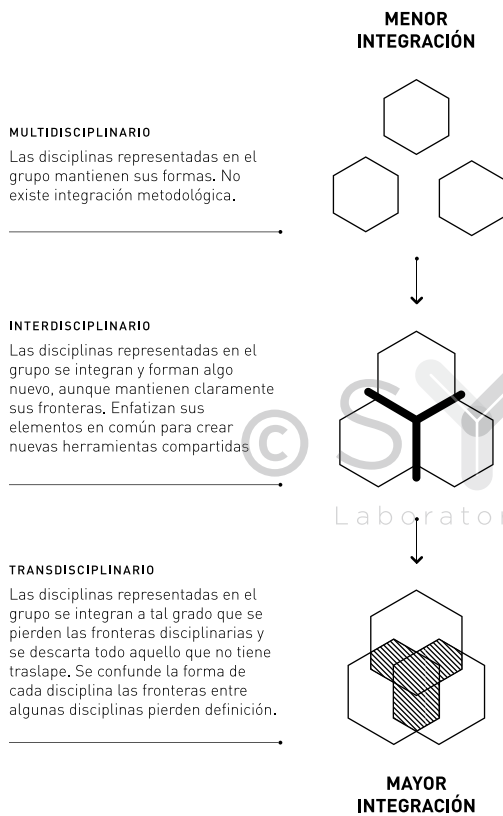 MENOR
INTEGRACIÓN
MULTIDISCIPLINARIO
Las disciplinas representadas en el
grupo mantienen sus formas. No
existe integración metodológica.
INTERDISCIPLINARIO
Las disciplinas representadas en el
grupo se integran y forman algo
nuevo, aunque mantienen claramente
sus fronteras. Enfatizan sus
elementos en común para crear
nuevas herramientas compartidas
© SY
Laborator
TRANSDISCIPLINARIO
Las disciplinas representadas en el
grupo se integran a tal grado que se
pierden las fronteras disciplinarias y
se descarta todo aquello que no tiene
traslape. Se confunde la forma de
cada disciplina las fronteras entre
algunas disciplinas pierden definición.
MAYOR
INTEGRACIÓN